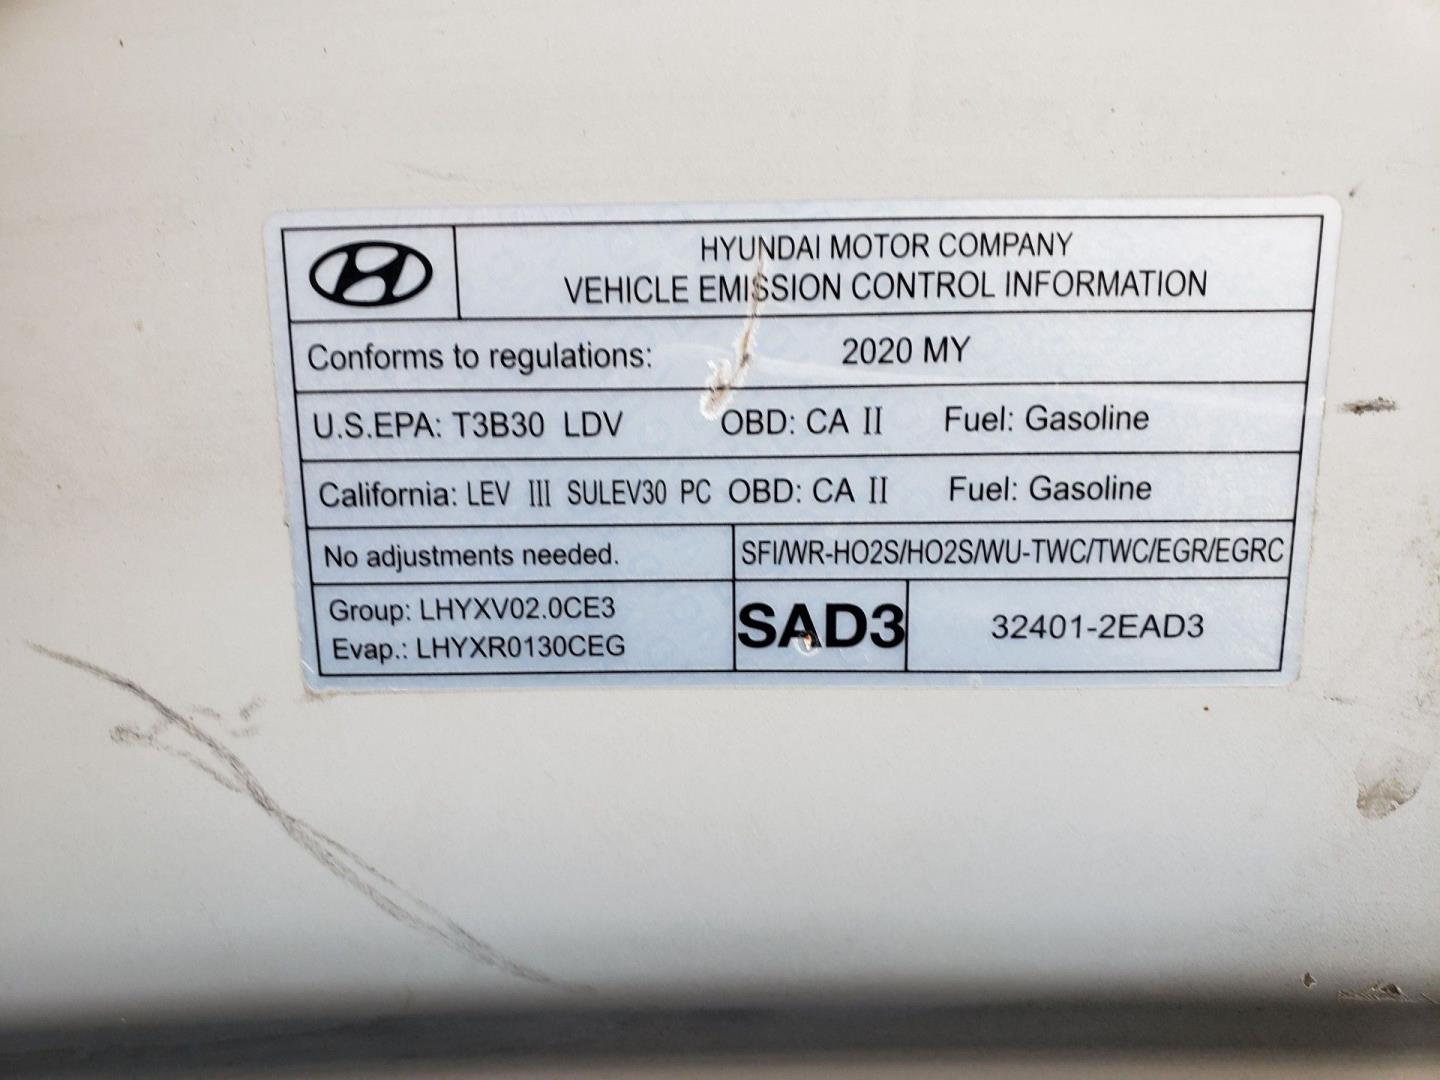 HYUNDAI MOTOR COMPANY
VEHICLE EMISSION CONTROL INFORMATION
Conforms to regulations: 2020 MY
U.S.EPA: T3B30 LDV OBD: CA II Fuel: Gasoline
California: LEV III SULEV30 PC OBD: CA II Fuel: Gasoline
No adjustments needed. SFI/WR-HO2S/HO2S/WU-TWC/TWC/EGR/EGRC
Group: LHYXV02.0CE3
Evap.: LHYXR0130CEG
SAD3 32401-2EAD3